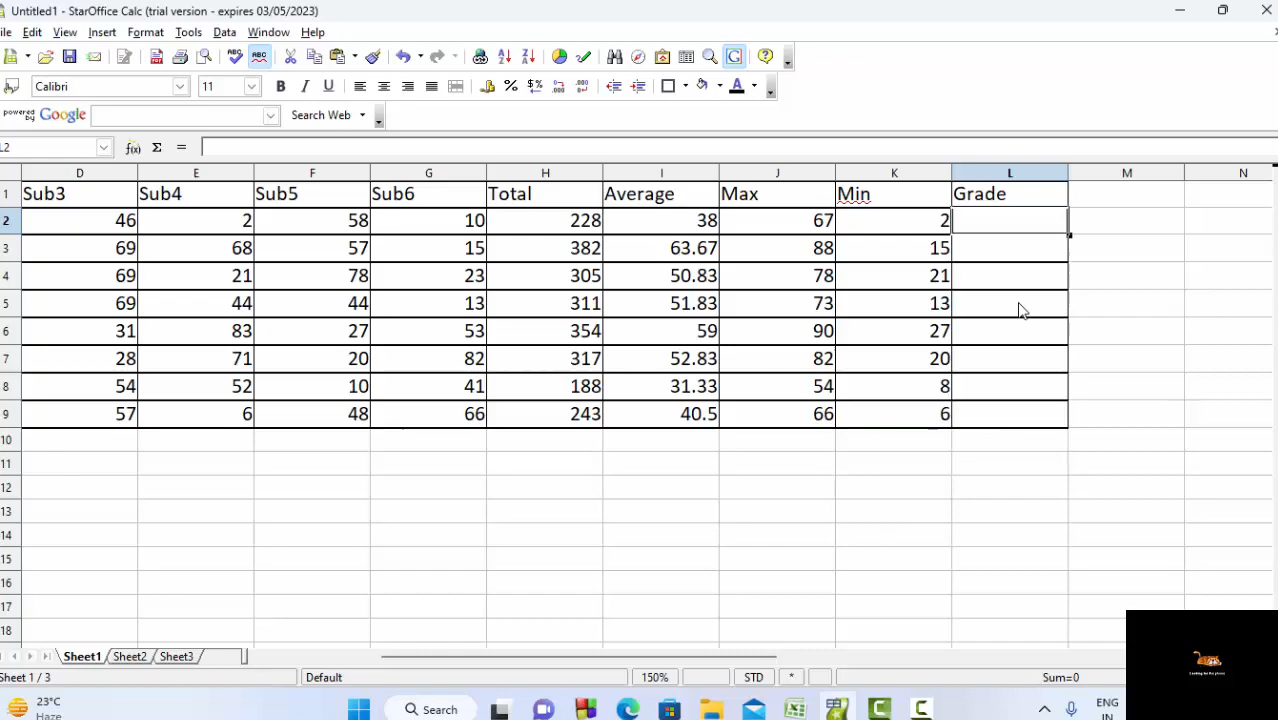 Untitled1 - StarOffice Calc (trial version - expires 03/05/2023)
ile Edit View Insert Format Tools Data Window Help
Calibri 11
powered by Google Search Web
L2
D E F G H I J K L M N
1 Sub3 Sub4 Sub5 Sub6 Total Average Max Min Grade
2 46 2 58 10 228 38 67 2
3 69 68 57 15 382 63.67 88 15
4 69 21 78 23 305 50.83 78 21
5 69 44 44 13 311 51.83 73 13
6 31 83 27 53 354 59 90 27
7 28 71 20 82 317 52.83 82 20
8 54 52 10 41 188 31.33 54 8
9 57 6 48 66 243 40.5 66 6
10
11
12
13
14
15
16
17
18
Sheet1 Sheet2 Sheet3
Sheet 1 / 3 Default 150% STD * Sum=0
23°C Haze Search ENG IN